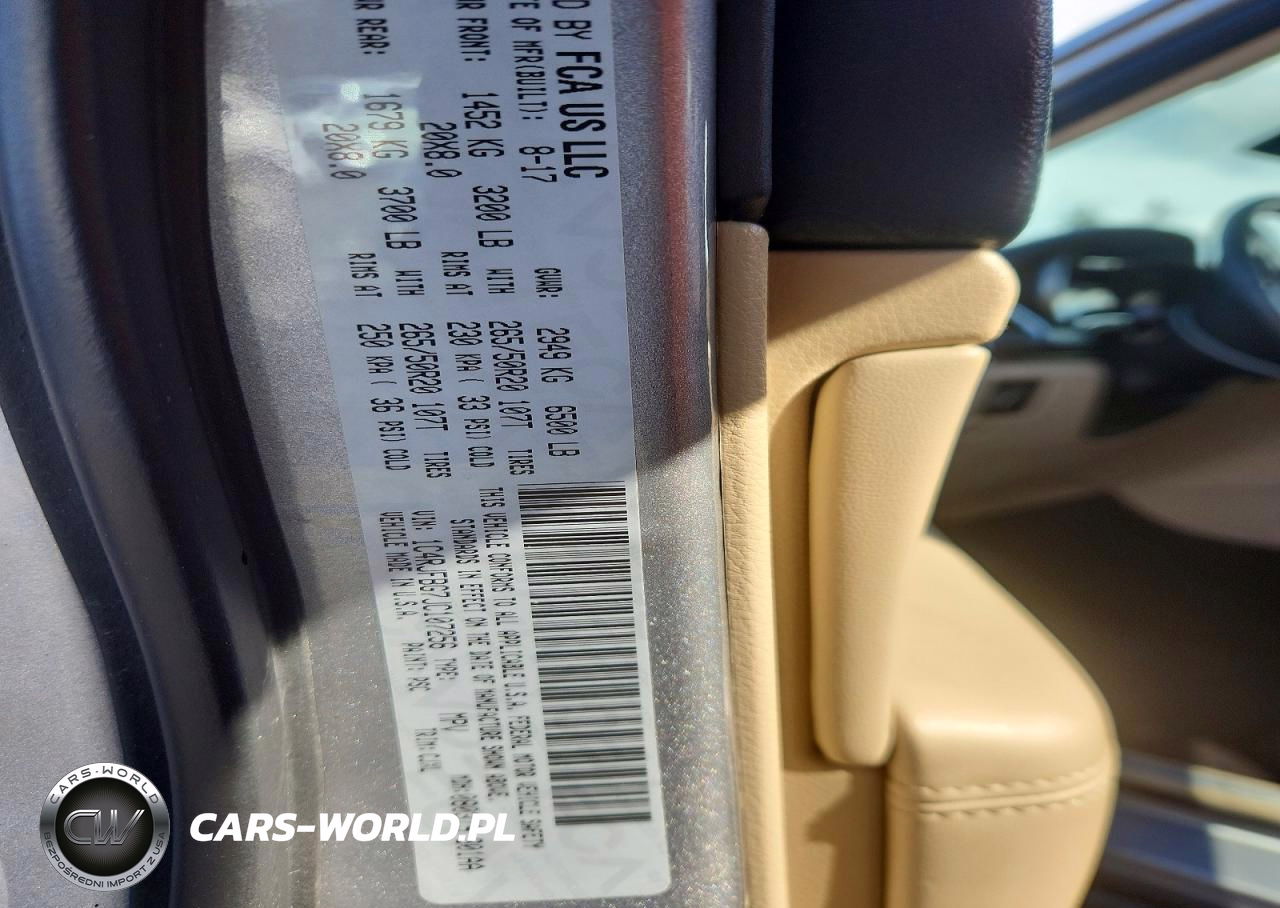 D BY FCA US LLC
TE OF MFR(BUILT): 8-17 GVWR: 2949 KG 6500 LB
R FRONT: 1452 KG 3200 LB WITH 265/50R20 107T TIRES
20X8.0 RIMS AT 230 KPA ( 33 PSI) COLD
R REAR: 1679 KG 3700 LB WITH 265/50R20 107T TIRES
20X8.0 RIMS AT 250 KPA ( 36 PSI) COLD
THIS VEHICLE CONFORMS TO ALL APPLICABLE U.S.A. FEDERAL MOTOR VEHICLE SAFETY
STANDARDS IN EFFECT ON THE DATE OF MANUFACTURE SHOWN ABOVE.
VIN: 1C4RJFBG7JC107256 TYPE: MPV
VEHICLE MADE IN U.S.A. PAINT: PSC
CARS-WORLD
CW
BEZPOŚREDNI IMPORT Z USA
CARS-WORLD.PL